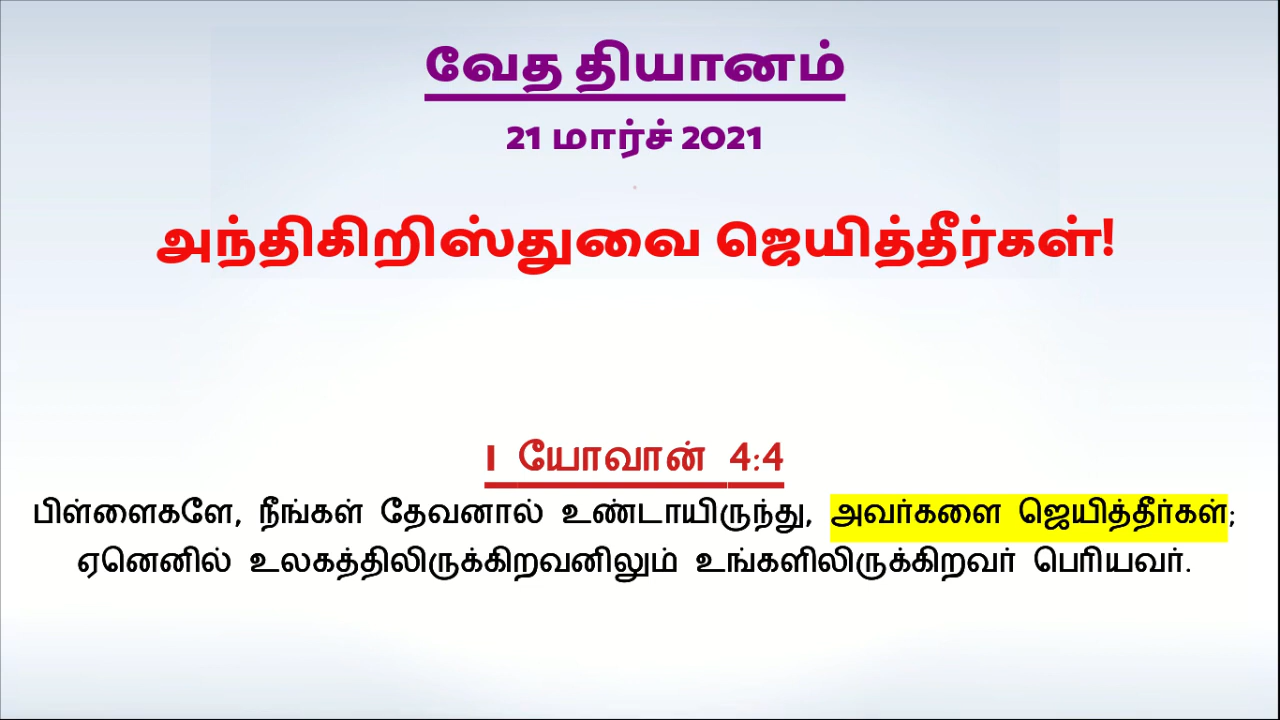 வேத தியானம்
21 மார்ச் 2021
அந்திகிறிஸ்துவை ஜெயித்தீர்கள்!
I யோவான் 4:4
பிள்ளைகளே, நீங்கள் தேவனால் உண்டாயிருந்து, அவர்களை ஜெயித்தீர்கள்;
ஏனெனில் உலகத்திலிருக்கிறவனிலும் உங்களிலிருக்கிறவர் பெரியவர்.